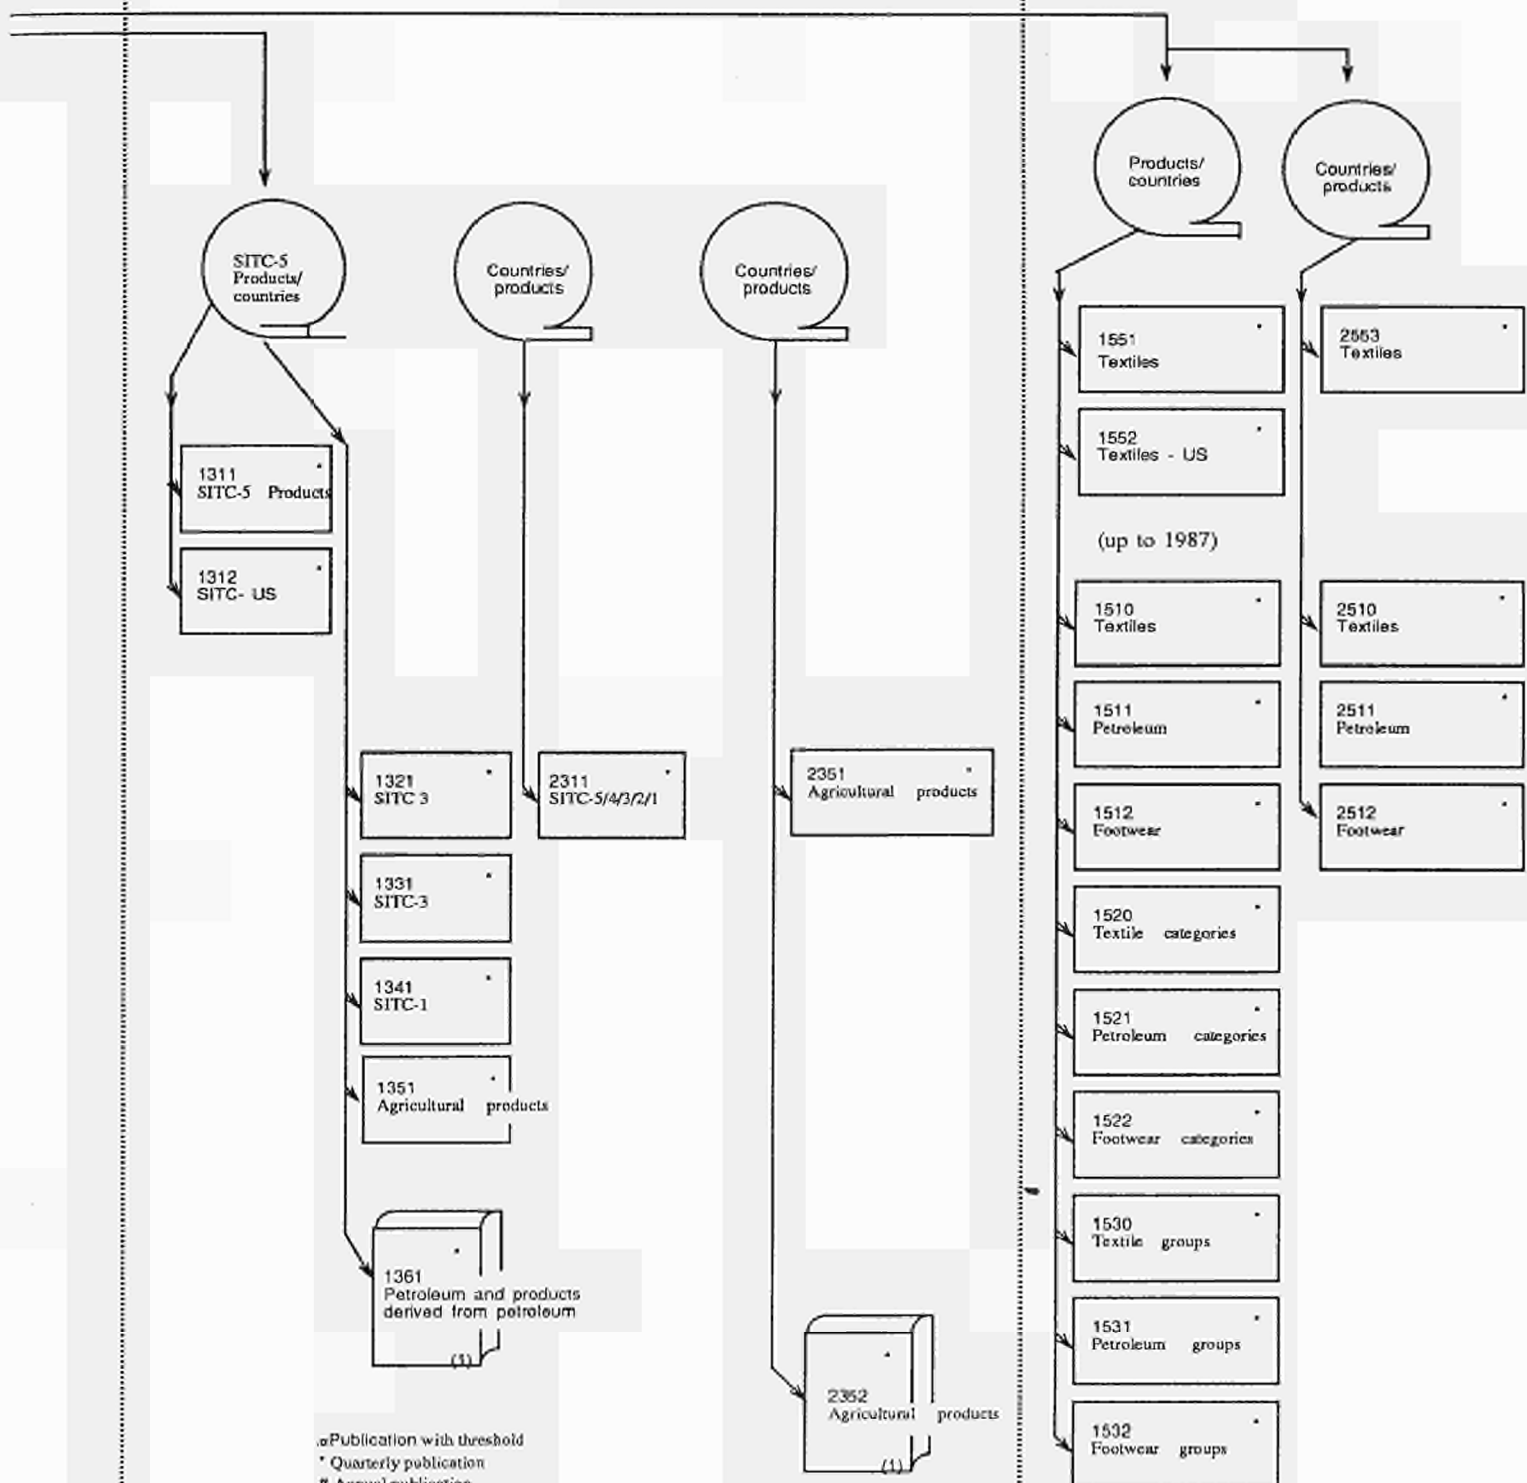 Products/
countries
Countries/
products
SITC-5
Products/
countries
Countries/
products
Countries/
products
1311 *
SITC-5 Products
1312 *
SITC- US
1321 *
SITC 3
1331 *
SITC-3
1341 *
SITC-1
1351 *
Agricultural products
*
1361
Petroleum and products
derived from petroleum
(1)
2311 *
SITC-5/4/3/2/1
2351 *
Agricultural products
*
2352
Agricultural products
(1)
1551 *
Textiles
1552 *
Textiles - US
(up to 1987)
1510 *
Textiles
1511 *
Petroleum
1512 *
Footwear
1520 *
Textile categories
1521 *
Petroleum categories
1522 *
Footwear categories
1530 *
Textile groups
1531 *
Petroleum groups
1532 *
Footwear groups
2553 *
Textiles
2510 *
Textiles
2511 *
Petroleum
2512 *
Footwear
Publication with threshold
* Quarterly publication
Annual publication